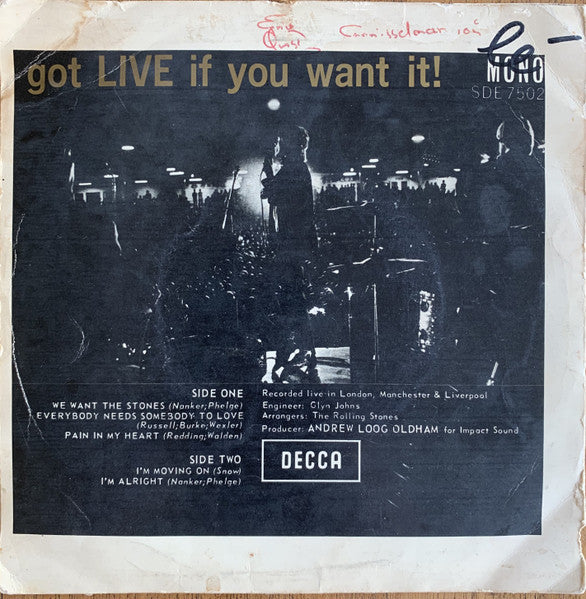 got LIVE if you want it!
MONO
SDE 7502
SIDE ONE
WE WANT THE STONES (Nanker;Phelge)
EVERYBODY NEEDS SOMEBODY TO LOVE
(Russell;Burke;Wexler)
PAIN IN MY HEART (Redding;Walden)
SIDE TWO
I'M MOVING ON (Snow)
I'M ALRIGHT (Nanker;Phelge)
Recorded live in London, Manchester & Liverpool
Engineer: Glyn Johns
Arrangers: The Rolling Stones
Producer: ANDREW LOOG OLDHAM for Impact Sound
DECCA